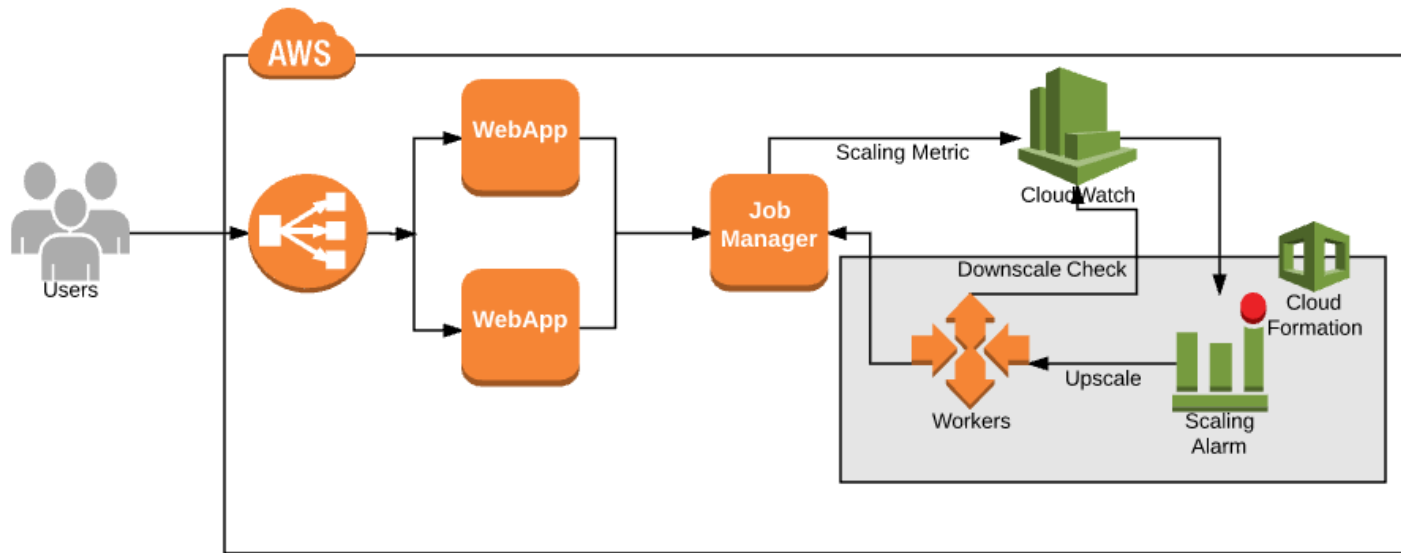 AWS
Users
WebApp
WebApp
Job
Manager
Scaling Metric
CloudWatch
Downscale Check
Cloud
Formation
Workers
Upscale
Scaling
Alarm